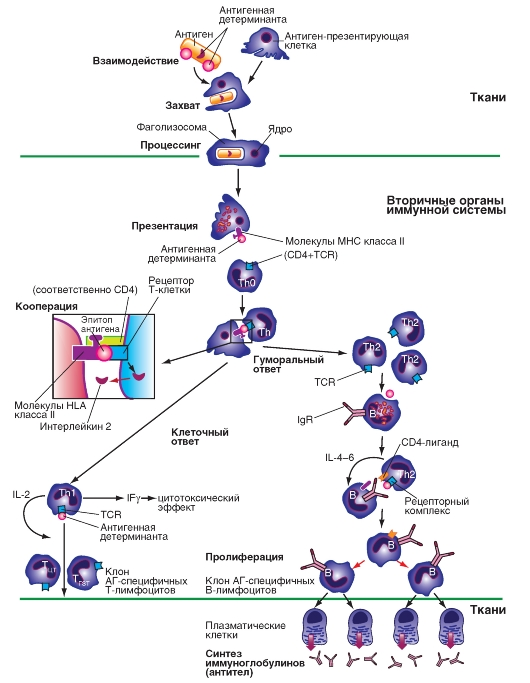 Антигенная
детерминанта
Антиген
Антиген-презентирующая
клетка
Взаимодействие
Захват
Ткани
Фаголизосома
Ядро
Процессинг
Вторичные органы
иммунной системы
Презентация
Антигенная
детерминанта
Молекулы МНС класса II
(CD4+TCR)
Th0
(соответственно CD4)
Рецептор
Т-клетки
Кооперация
Эпитоп
антигена
Молекулы HLA
класса II
Интерлейкин 2
Th
Гуморальный
ответ
Th2
Th2
Th2
TCR
IgR
B
Клеточный
ответ
CD4-лиганд
IL-4–6
Th2
B
Рецепторный
комплекс
IL-2
Th1
IFγ
цитотоксический
эффект
TCR
Антигенная
детерминанта
Пролиферация
B
B
B
Клон
АГ-специфичных
Т-лимфоцитов
Клон АГ-специфичных
В-лимфоцитов
Ткани
Плазматические
клетки
Синтез
иммуноглобулинов
(антител)